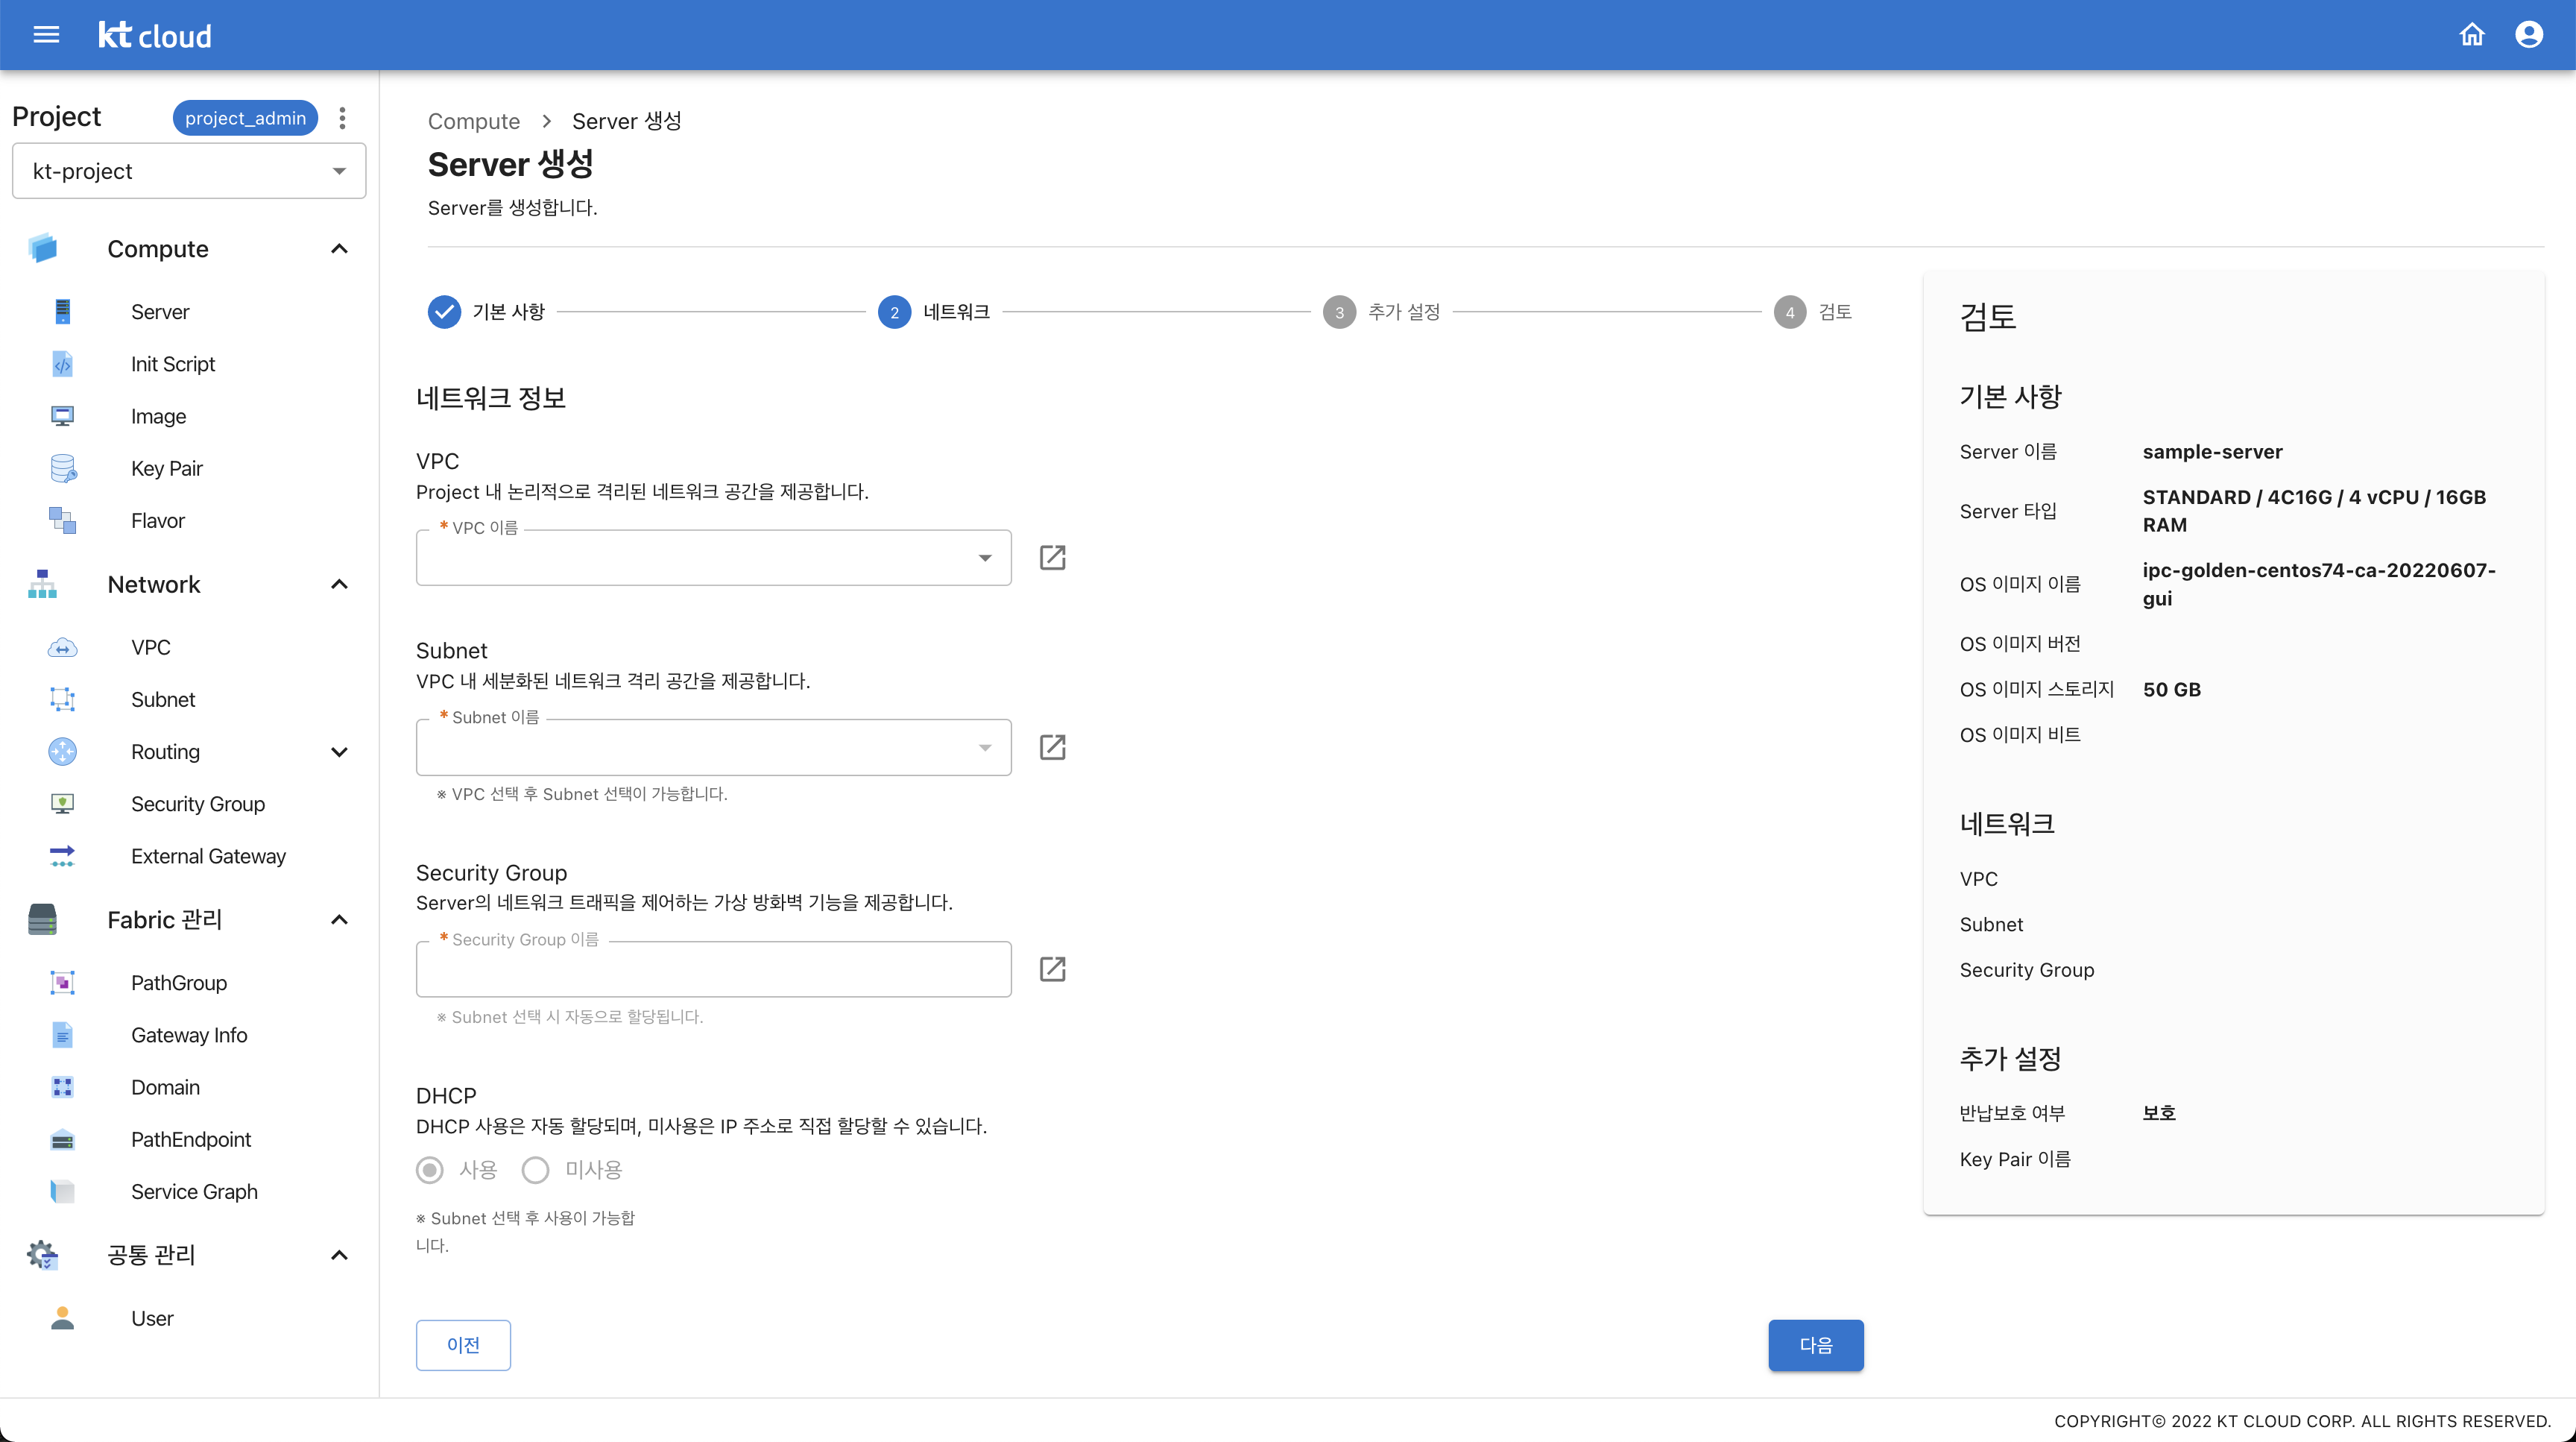 kt cloud
Project
project_admin
kt-project
Compute
Server
Init Script
Image
Key Pair
Flavor
Network
VPC
Subnet
Routing
Security Group
External Gateway
Fabric 관리
PathGroup
Gateway Info
Domain
PathEndpoint
Service Graph
공통 관리
User
Compute > Server 생성
Server 생성
Server를 생성합니다.
기본 사항
2 네트워크
3 추가 설정
4 검토
네트워크 정보
VPC
Project 내 논리적으로 격리된 네트워크 공간을 제공합니다.
* VPC 이름
Subnet
VPC 내 세분화된 네트워크 격리 공간을 제공합니다.
* Subnet 이름
※ VPC 선택 후 Subnet 선택이 가능합니다.
Security Group
Server의 네트워크 트래픽을 제어하는 가상 방화벽 기능을 제공합니다.
* Security Group 이름
※ Subnet 선택 시 자동으로 할당됩니다.
DHCP
DHCP 사용은 자동 할당되며, 미사용은 IP 주소로 직접 할당할 수 있습니다.
사용 미사용
※ Subnet 선택 후 사용이 가능합
니다.
이전
다음
검토
기본 사항
Server 이름 sample-server
Server 타입 STANDARD / 4C16G / 4 vCPU / 16GB
RAM
OS 이미지 이름 ipc-golden-centos74-ca-20220607-
gui
OS 이미지 버전
OS 이미지 스토리지 50 GB
OS 이미지 비트
네트워크
VPC
Subnet
Security Group
추가 설정
반납보호 여부 보호
Key Pair 이름
COPYRIGHT© 2022 KT CLOUD CORP. ALL RIGHTS RESERVED.